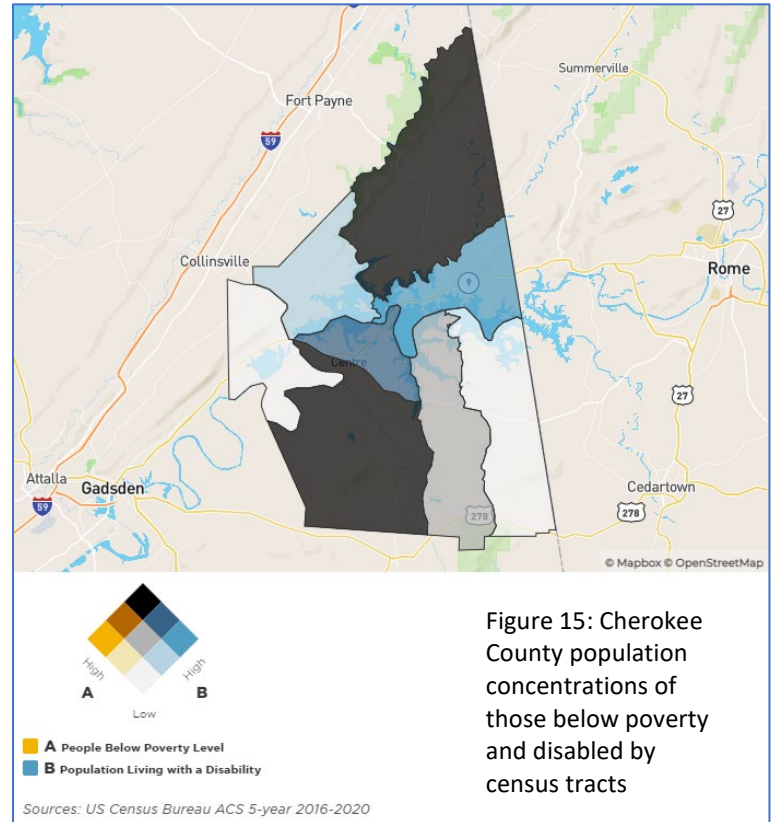 Summerville
Fort Payne
59
27
Collinsville
Rome
9
Centre
27
Attalla
Gadsden
59
Cedartown
278
278
© Mapbox © OpenStreetMap
High
High
A
B
Low
A People Below Poverty Level
B Population Living with a Disability
Sources: US Census Bureau ACS 5-year 2016-2020
Figure 15: Cherokee
County population
concentrations of
those below poverty
and disabled by
census tracts